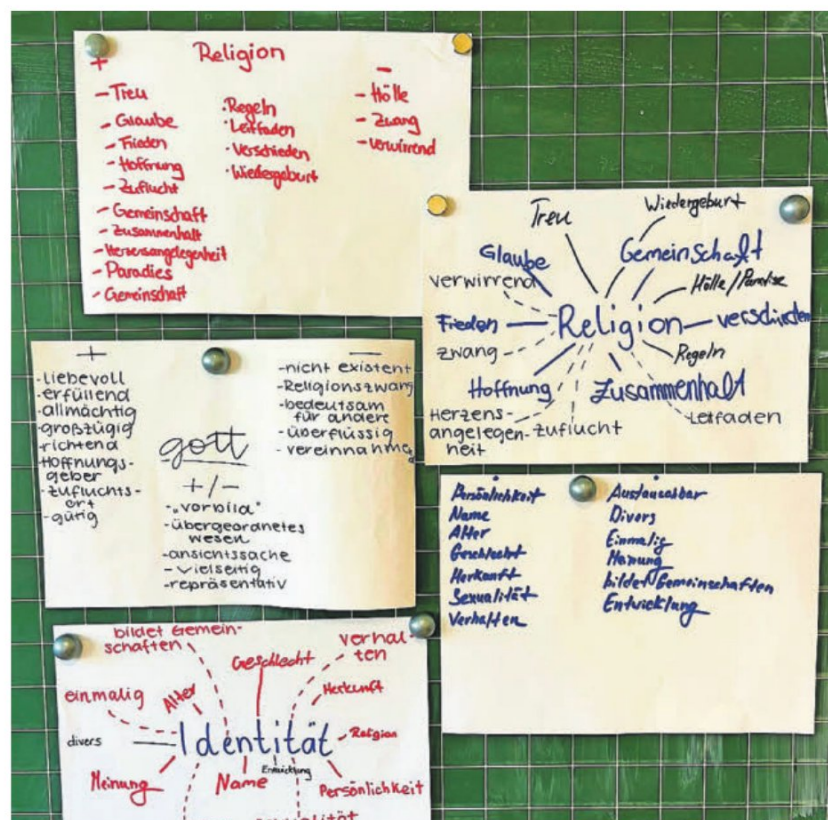 Religion
+
- Treu
- Glaube
- Frieden
- Hoffnung
- Zuflucht
- Gemeinschaft
- Zusammenhalt
- Herzensangelegenheit
- Paradies
- Gemeinschaft
• Regeln
• Leitfaden
• Verschieden
• Wiedergeburt
-
- Hölle
- Zwang
- verwirrend
Treu
Wiedergeburt
Glaube
Gemeinschaft
verwirrend
Hölle/Paradise
Religion
Frieden
verschieden
zwang
Regeln
Hoffnung
Zusammenhalt
Leitfaden
Herzens-
angelegen-
heit
zuflucht
+
- liebevoll
- erfüllend
- allmächtig
- großzügig
- richtend
- Hoffnungs-
geber
- zufluchts-
ort
- gütig
gott
+/-
- „vorbild"
- übergeordnetes
wesen
- ansichtssache
- vielseitig
- repräsentativ
-
- nicht existent
- Religionszwang
- bedeutsam
für andere
- überflüssig
- vereinnahmend
Persönlichkeit
Name
Alter
Geschlecht
Herkunft
Sexualität
Verhalten
Austauschbar
Divers
Einmalig
Meinung
bildet Gemeinschaften
Entwicklung
bildet Gemein-
schaften
verhal-
ten
Geschlecht
einmalig
Alter
Herkunft
divers
Identität
Religion
Entwicklung
Meinung
Name
Persönlichkeit